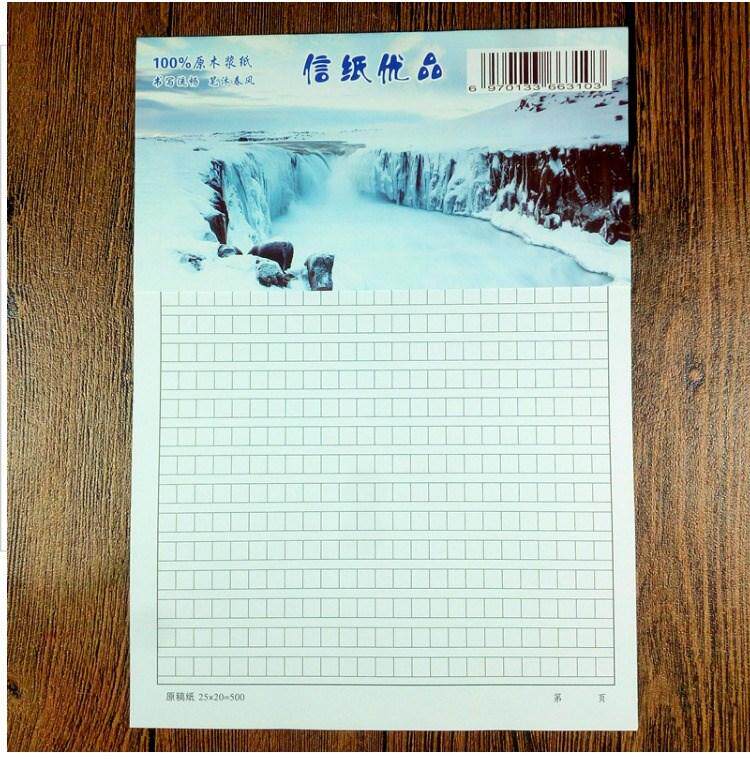 100%原木浆纸
书写流畅 笔沐春风
信纸优品
6 970133 663103
原稿纸 25×20=500
第 页